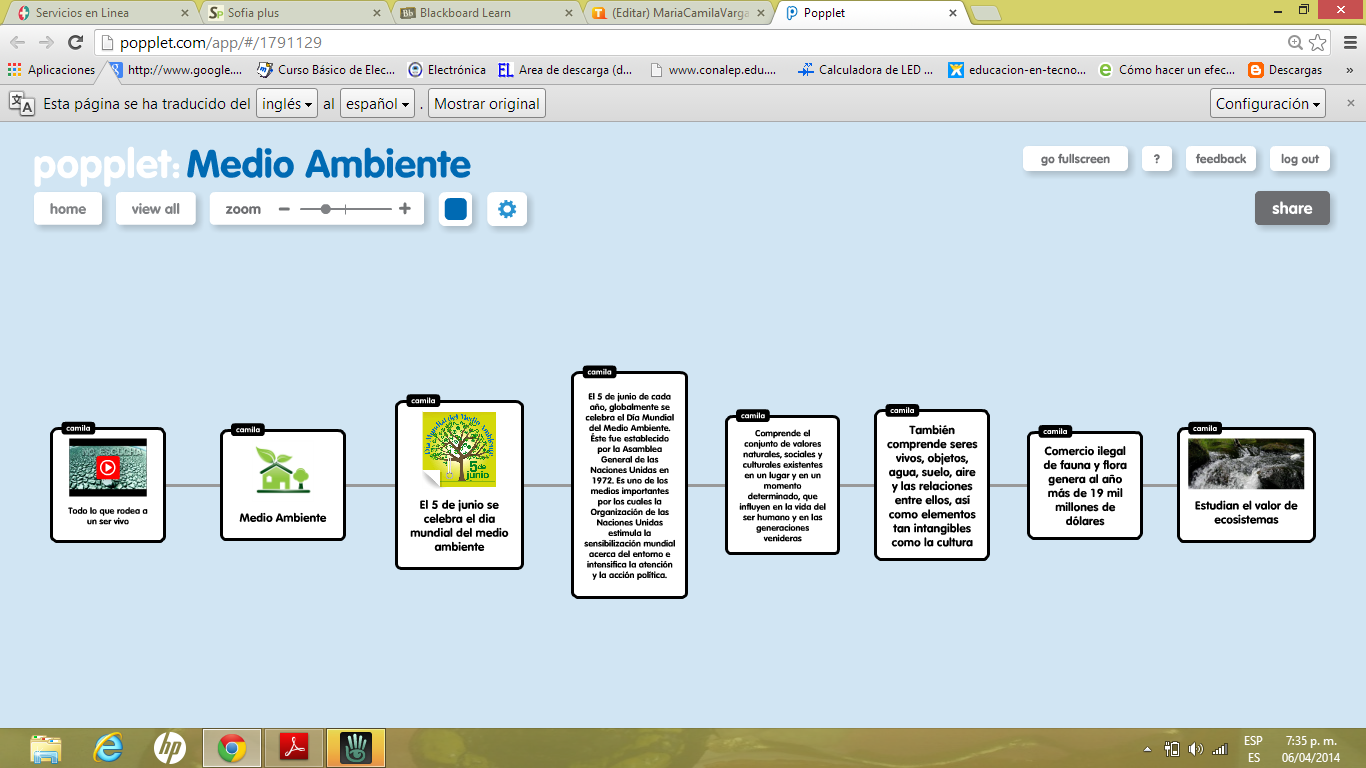 Servicios en Linea
Sofia plus
Blackboard Learn
(Editar) MariaCamilaVarga
Popplet
popplet.com/app/#/1791129
Aplicaciones
http://www.google....
Curso Básico de Elec...
Electrónica
Area de descarga (d...
www.conalep.edu....
Calculadora de LED ...
educacion-en-tecno...
Cómo hacer un efec...
Descargas
»
Esta página se ha traducido del inglés al español . Mostrar original
Configuración
popplet: Medio Ambiente
go fullscreen
?
feedback
log out
home
view all
zoom
share
camila
Todo lo que rodea a
un ser vivo
camila
Medio Ambiente
camila
Dia Mundial del Medio Ambiente
5 de
junio
El 5 de junio se
celebra el dia
mundial del medio
ambiente
camila
El 5 de junio de cada
año, globalmente se
celebra el Día Mundial
del Medio Ambiente.
Éste fue establecido
por la Asamblea
General de las
Naciones Unidas en
1972. Es uno de los
medios importantes
por los cuales la
Organización de las
Naciones Unidas
estimula la
sensibilización mundial
acerca del entorno e
intensifica la atención
y la acción política.
camila
Comprende el
conjunto de valores
naturales, sociales y
culturales existentes
en un lugar y en un
momento
determinado, que
influyen en la vida del
ser humano y en las
generaciones
venideras
camila
También
comprende seres
vivos, objetos,
agua, suelo, aire
y las relaciones
entre ellos, así
como elementos
tan intangibles
como la cultura
camila
Comercio ilegal
de fauna y flora
genera al año
más de 19 mil
millones de
dólares
camila
Estudian el valor de
ecosistemas
ESP
ES
7:35 p. m.
06/04/2014